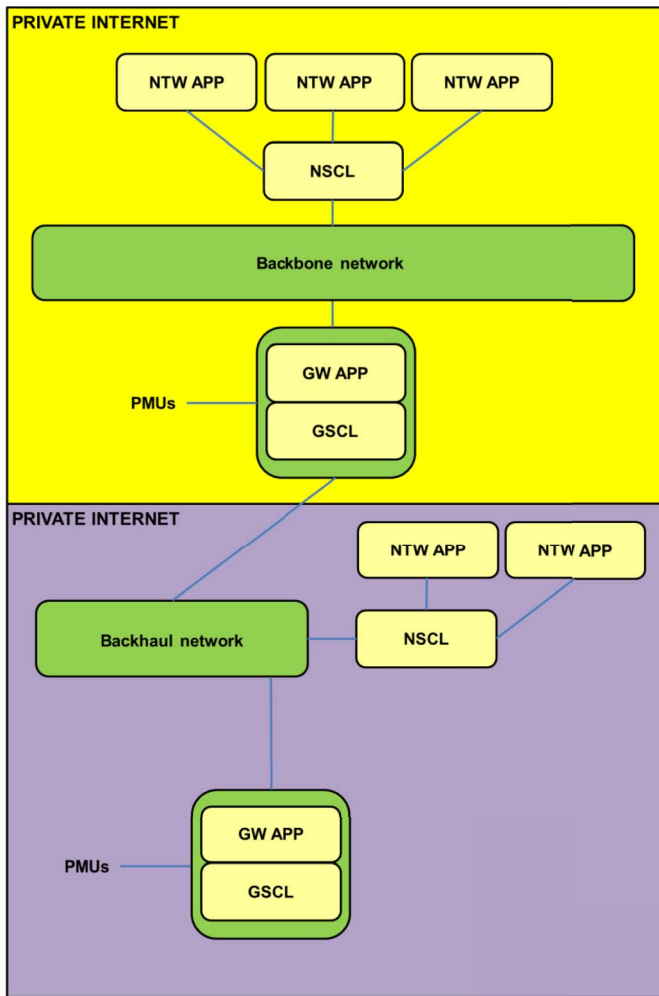 PRIVATE INTERNET
NTW APP
NTW APP
NTW APP
NSCL
Backbone network
GW APP
PMUs
GSCL
PRIVATE INTERNET
NTW APP
NTW APP
Backhaul network
NSCL
GW APP
PMUs
GSCL